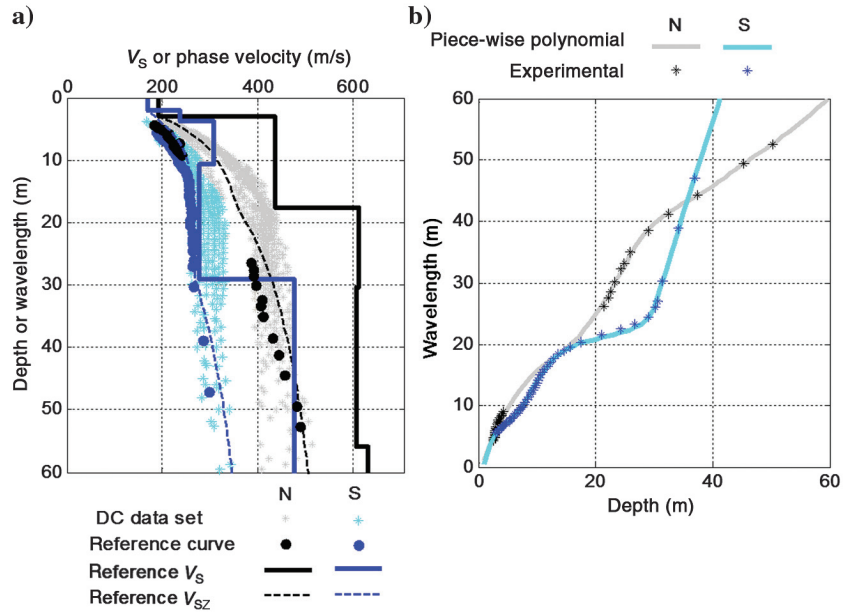 a)
V_S or phase velocity (m/s)
0 200 400 600
0
10
20
30
40
50
60
Depth or wavelength (m)
N S
DC data set
Reference curve
Reference V_S
Reference V_SZ
b)
N S
Piece-wise polynomial
Experimental
60
50
40
30
20
10
0
Wavelength (m)
0 20 40 60
Depth (m)